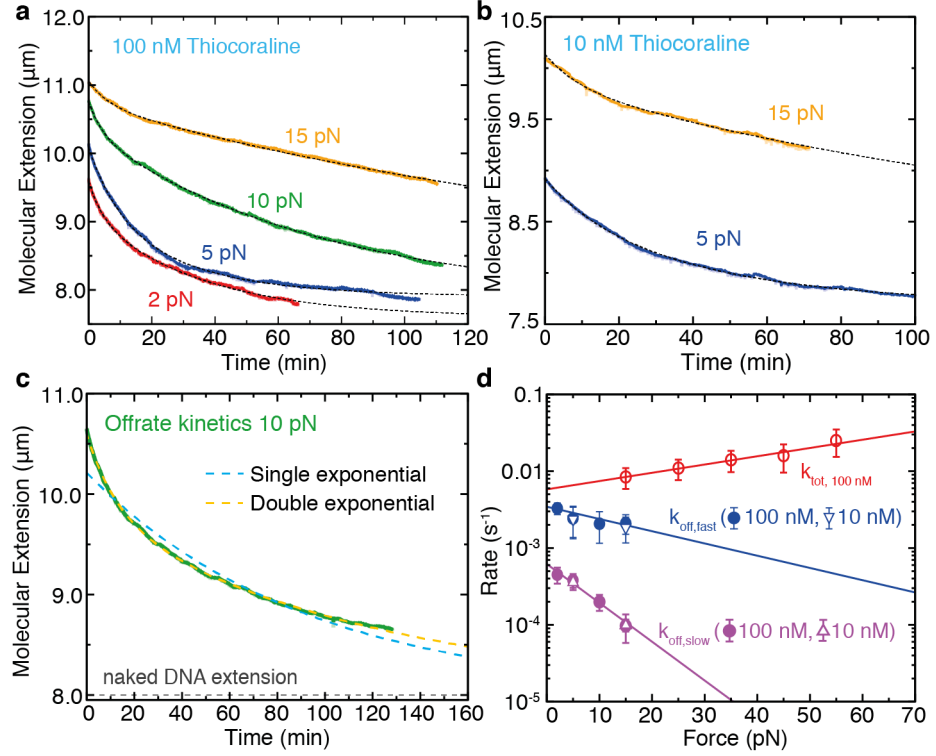 a
12.0
11.0
10.0
9.0
8.0
Molecular Extension (µm)
100 nM Thiocoraline
15 pN
10 pN
5 pN
2 pN
0 20 40 60 80 100 120
Time (min)
b
10.5
9.5
8.5
7.5
Molecular Extension (µm)
10 nM Thiocoraline
15 pN
5 pN
0 20 40 60 80 100
Time (min)
c
11.0
10.0
9.0
8.0
Molecular Extension (µm)
Offrate kinetics 10 pN
Single exponential
Double exponential
naked DNA extension
0 20 40 60 80 100 120 140 160
Time (min)
d
0.1
0.01
10-3
10-4
10-5
Rate (s-1)
ktot, 100 nM
koff,fast (100 nM, 10 nM)
koff,slow (100 nM, 10 nM)
0 10 20 30 40 50 60 70
Force (pN)